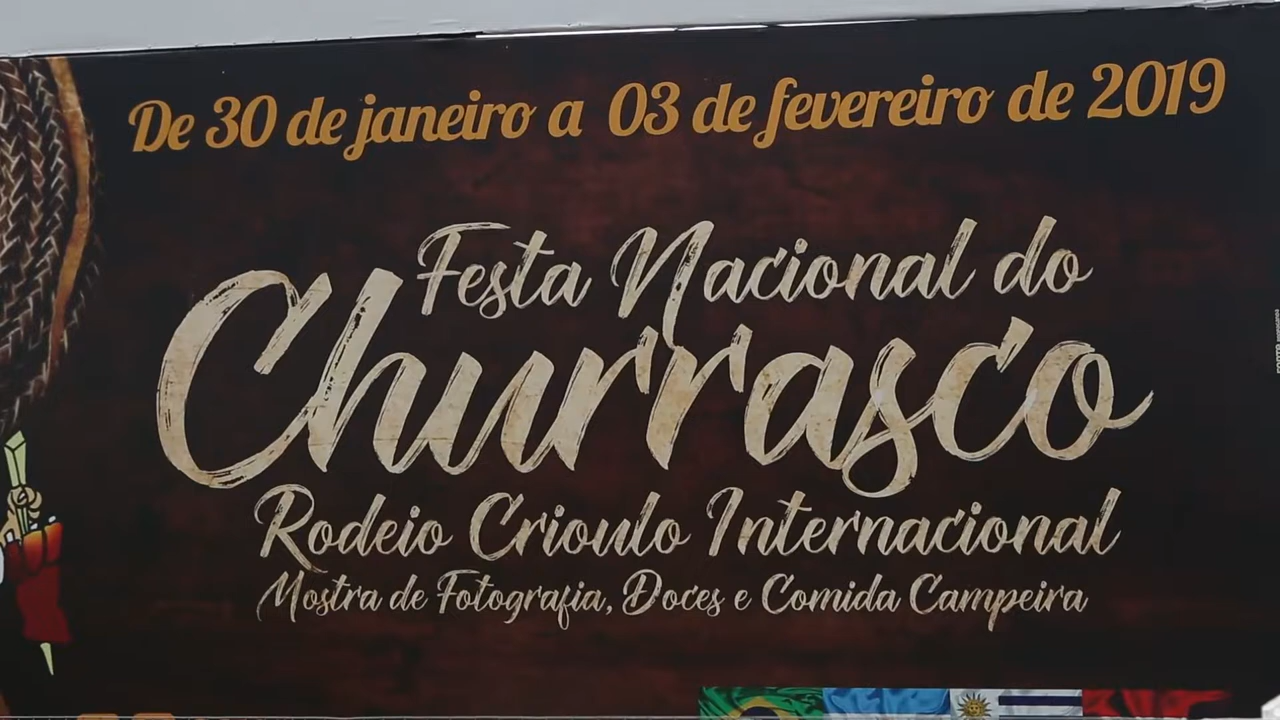 De 30 de janeiro a 03 de fevereiro de 2019
Festa Nacional do
Churrasco
Rodeio Crioulo Internacional
Mostra de Fotografia, Doces e Comida Campeira